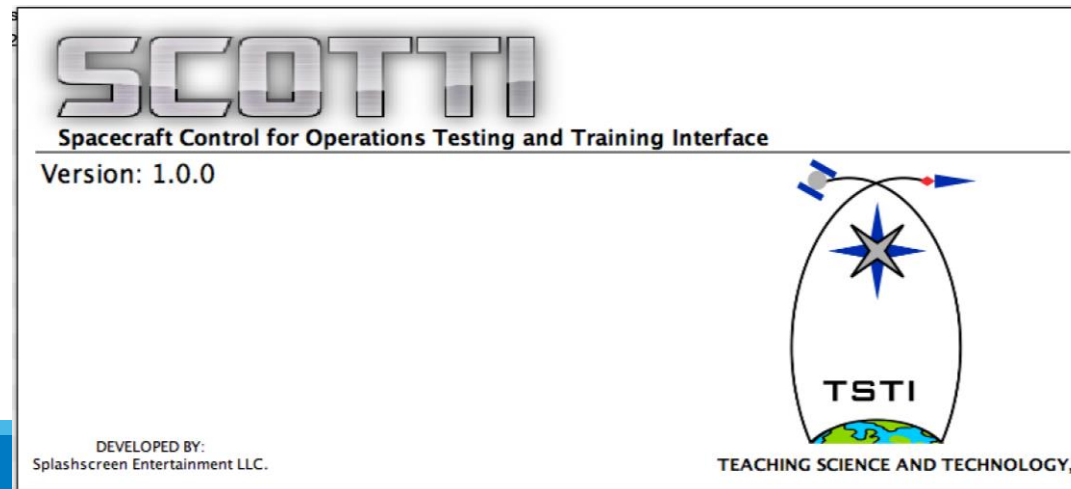 SCOTTI
Spacecraft Control for Operations Testing and Training Interface
Version: 1.0.0
TSTI
DEVELOPED BY:
Splashscreen Entertainment LLC.
TEACHING SCIENCE AND TECHNOLOGY,